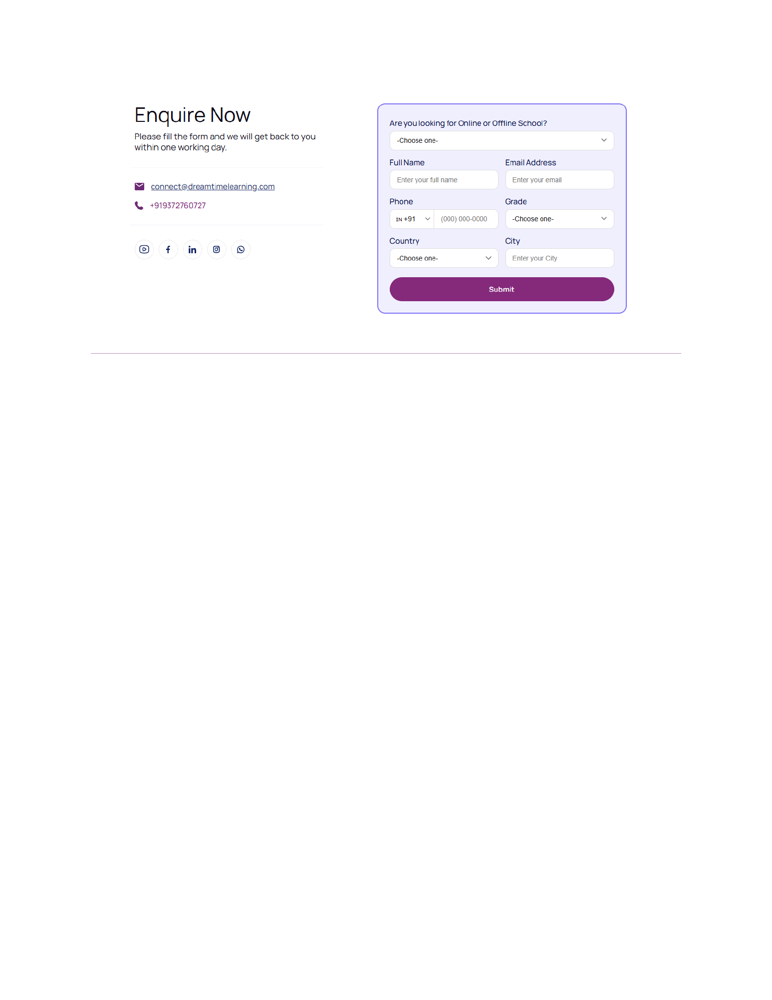 Enquire Now
Please fill the form and we will get back to you
within one working day.
connect@dreamtimelearning.com
+919372760727
Are you looking for Online or Offline School?
-Choose one-
Full Name
Email Address
Enter your full name
Enter your email
Phone
Grade
IN +91
(000) 000-0000
-Choose one-
Country
City
-Choose one-
Enter your City
Submit